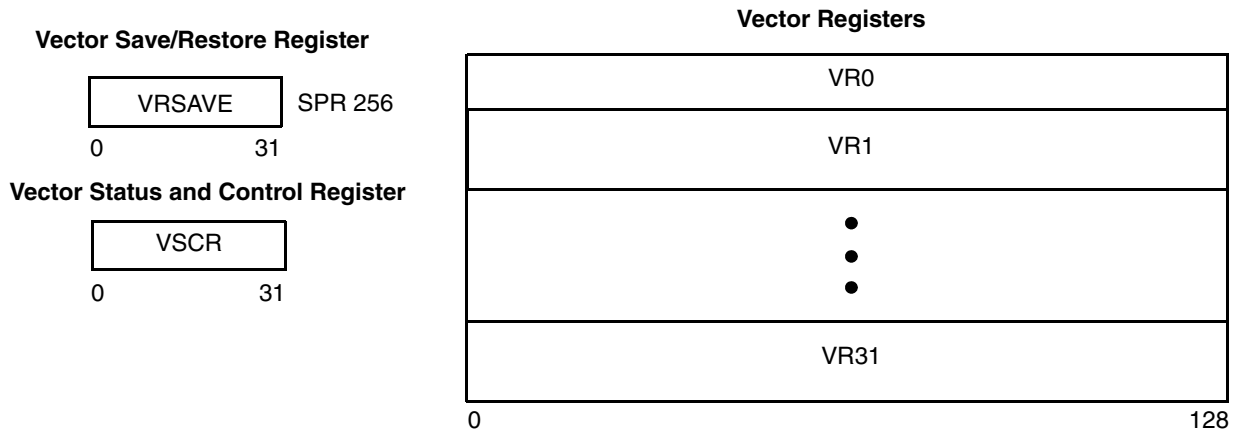 Vector Save/Restore Register
VRSAVE SPR 256
0 31
Vector Status and Control Register
VSCR
0 31
Vector Registers
VR0
VR1
VR31
0 128